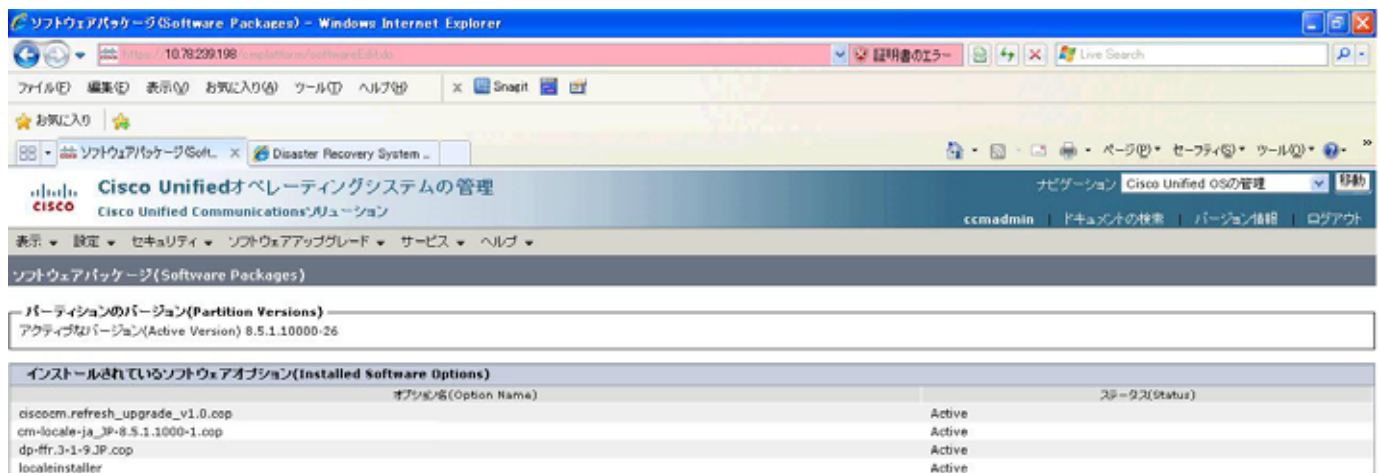 ソフトウェアパッケージ(Software Packages) - Windows Internet Explorer
https://10.78.239.198/cmplatform/softwareEdit.do 証明書のエラー Live Search
ファイル(F) 編集(E) 表示(V) お気に入り(A) ツール(T) ヘルプ(H) x SnagIt
お気に入り
ソフトウェアパッケージ(Soft... Disaster Recovery System ... ページ(P) セーフティ(S) ツール(O)
cisco Cisco Unifiedオペレーティングシステムの管理 ナビゲーション Cisco Unified OSの管理 移動
Cisco Unified Communicationsソリューション ccmadmin | ドキュメントの検索 | バージョン情報 | ログアウト
表示 設定 セキュリティ ソフトウェアアップグレード サービス ヘルプ
ソフトウェアパッケージ(Software Packages)
パーティションのバージョン(Partition Versions)
アクティブなバージョン(Active Version) 8.5.1.10000-26
インストールされているソフトウェアオプション(Installed Software Options)
オプション名(Option Name) ステータス(Status)
ciscocm.refresh_upgrade_v1.0.cop Active
cm-locale-ja_JP-8.5.1.1000-1.cop Active
dp-ffr.3-1-9.JP.cop Active
localeinstaller Active